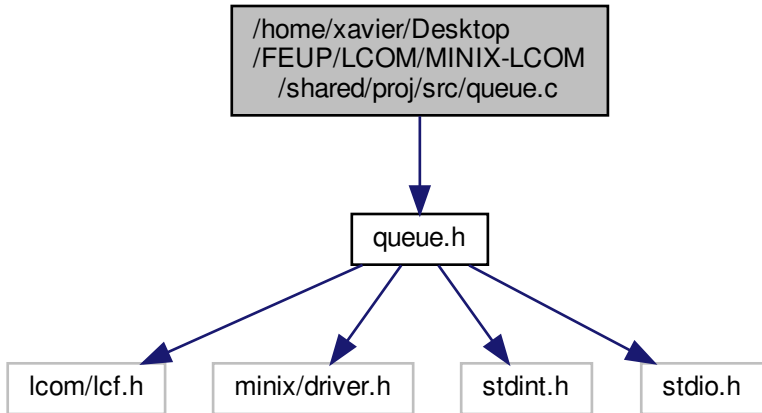 /home/xavier/Desktop
/FEUP/LCOM/MINIX-LCOM
/shared/proj/src/queue.c
queue.h
lcom/lcf.h
minix/driver.h
stdint.h
stdio.h